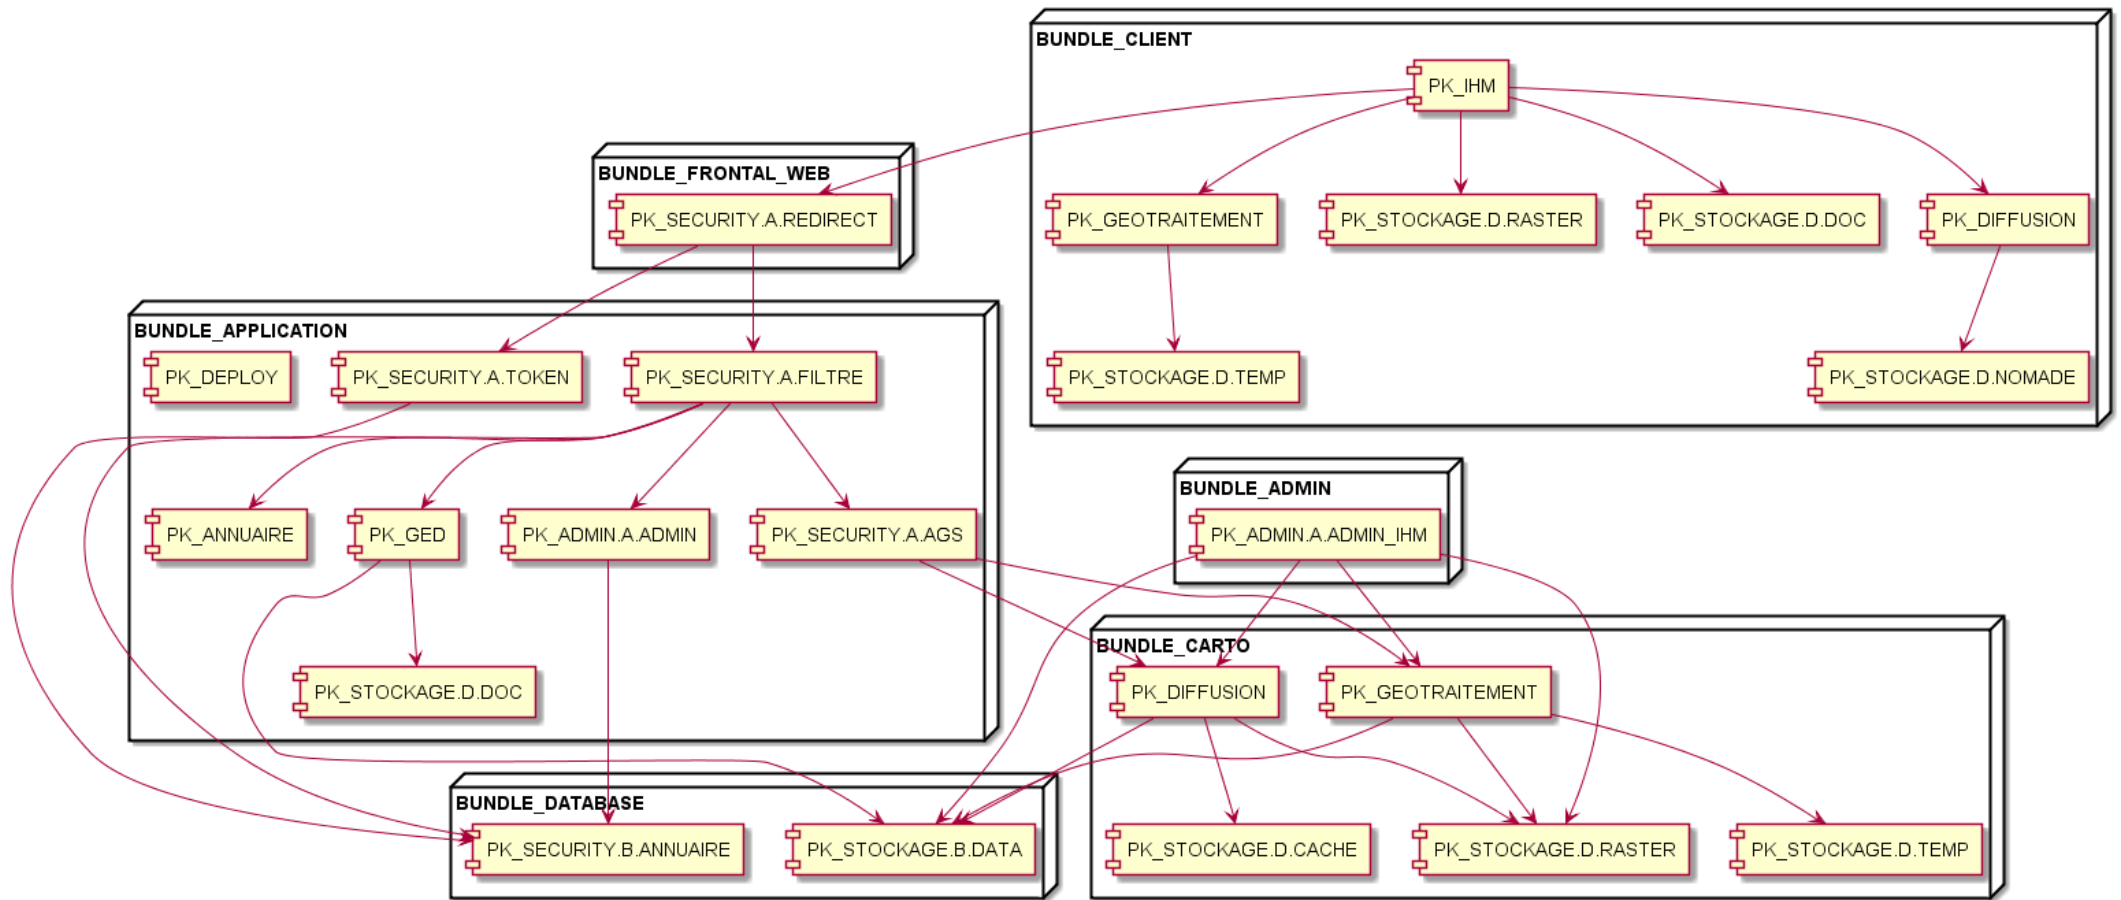 BUNDLE_CLIENT
PK_IHM
BUNDLE_FRONTAL_WEB
PK_SECURITY.A.REDIRECT
PK_GEOTRAITEMENT
PK_STOCKAGE.D.RASTER
PK_STOCKAGE.D.DOC
PK_DIFFUSION
BUNDLE_APPLICATION
PK_DEPLOY
PK_SECURITY.A.TOKEN
PK_SECURITY.A.FILTRE
PK_STOCKAGE.D.TEMP
PK_STOCKAGE.D.NOMADE
BUNDLE_ADMIN
PK_ANNUAIRE
PK_GED
PK_ADMIN.A.ADMIN
PK_SECURITY.A.AGS
PK_ADMIN.A.ADMIN_IHM
BUNDLE_CARTO
PK_STOCKAGE.D.DOC
PK_DIFFUSION
PK_GEOTRAITEMENT
BUNDLE_DATABASE
PK_SECURITY.B.ANNUAIRE
PK_STOCKAGE.B.DATA
PK_STOCKAGE.D.CACHE
PK_STOCKAGE.D.RASTER
PK_STOCKAGE.D.TEMP